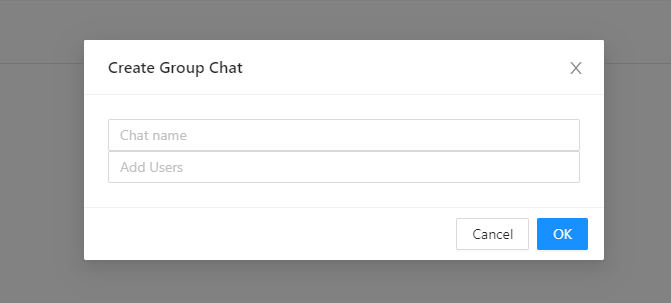 Create Group Chat
Chat name
Add Users
Cancel
OK